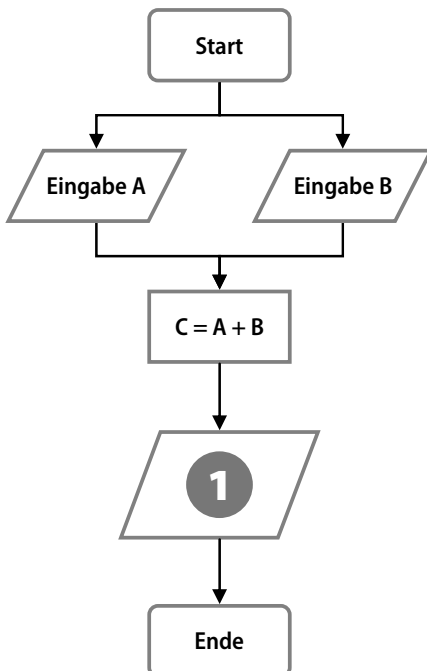 Start
Eingabe A
Eingabe B
C = A + B
1
Ende